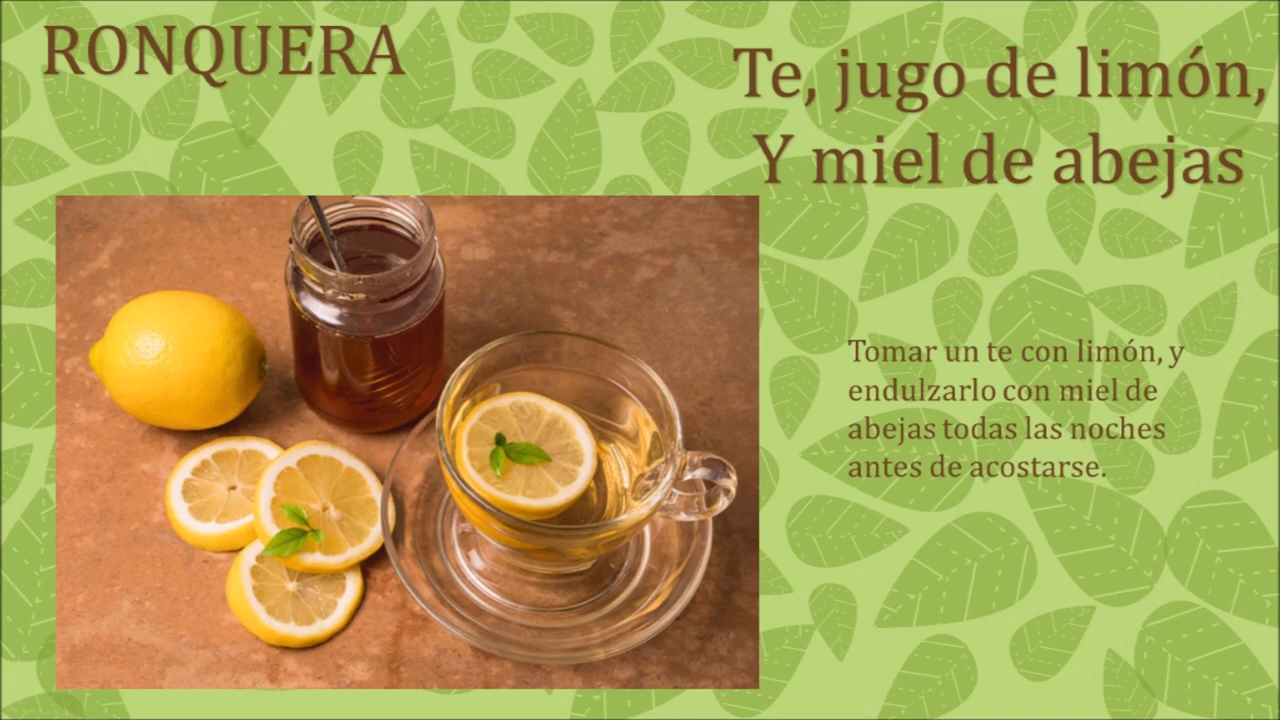 RONQUERA
Te, jugo de limón,
Y miel de abejas
Tomar un te con limón, y
endulzarlo con miel de
abejas todas las noches
antes de acostarse.